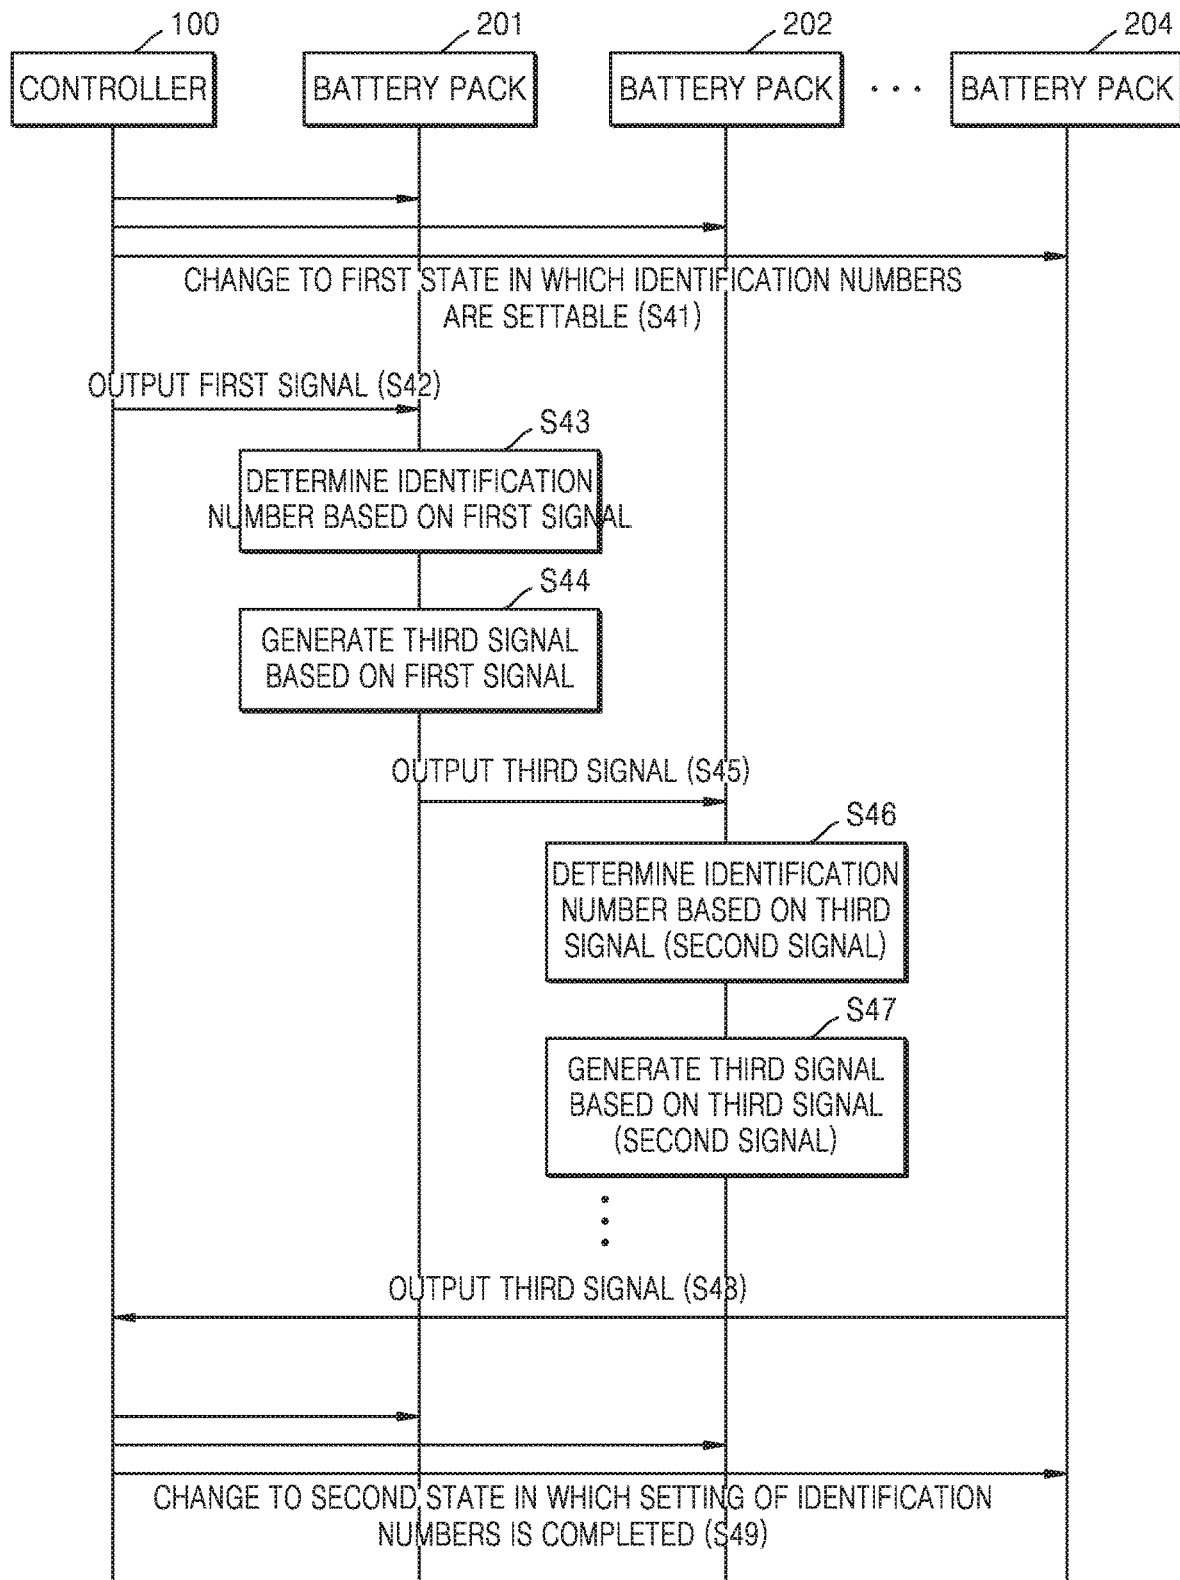 100
201
202
204
CONTROLLER
BATTERY PACK
BATTERY PACK
. . .
BATTERY PACK
CHANGE TO FIRST STATE IN WHICH IDENTIFICATION NUMBERS
ARE SETTABLE (S41)
OUTPUT FIRST SIGNAL (S42)
S43
DETERMINE IDENTIFICATION
NUMBER BASED ON FIRST SIGNAL
S44
GENERATE THIRD SIGNAL
BASED ON FIRST SIGNAL
OUTPUT THIRD SIGNAL (S45)
S46
DETERMINE IDENTIFICATION
NUMBER BASED ON THIRD
SIGNAL (SECOND SIGNAL)
S47
GENERATE THIRD SIGNAL
BASED ON THIRD SIGNAL
(SECOND SIGNAL)
OUTPUT THIRD SIGNAL (S48)
CHANGE TO SECOND STATE IN WHICH SETTING OF IDENTIFICATION
NUMBERS IS COMPLETED (S49)